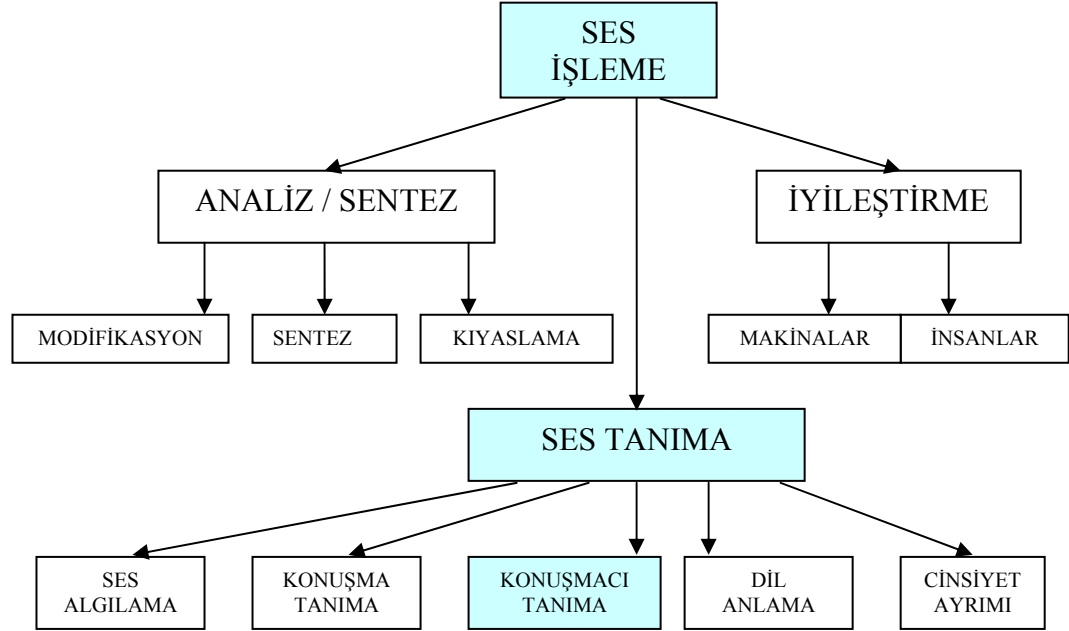 SES
İŞLEME
ANALİZ / SENTEZ
İYİLEŞTİRME
MODİFİKASYON
SENTEZ
KIYASLAMA
MAKİNALAR
İNSANLAR
SES TANIMA
SES
ALGILAMA
KONUŞMA
TANIMA
KONUŞMACI
TANIMA
DİL
ANLAMA
CİNSİYET
AYRIMI